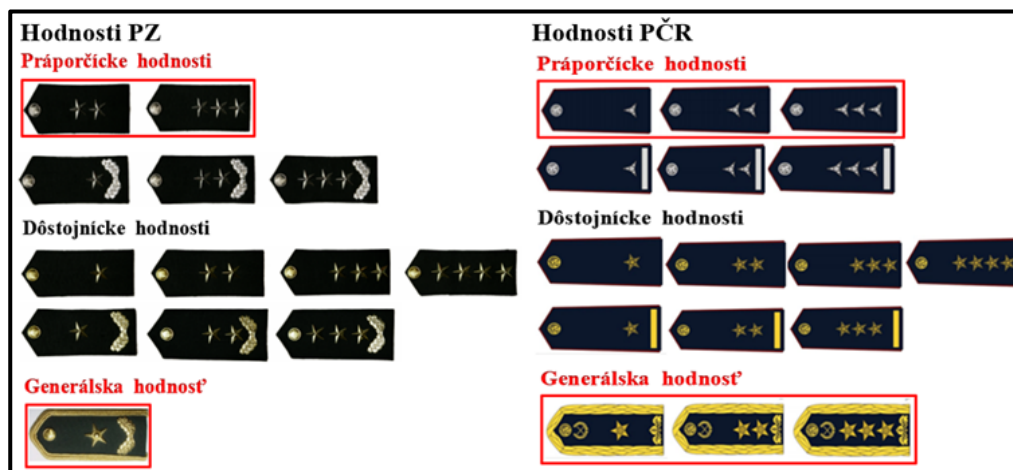 Hodnosti PZ
Práporčícke hodnosti
Dôstojnícke hodnosti
Generálska hodnosť
Hodnosti PČR
Práporčícke hodnosti
Dôstojnícke hodnosti
Generálska hodnosť